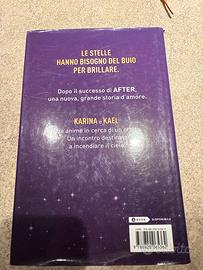 LE STELLE
HANNO BISOGNO DEL BUIO
PER BRILLARE.
Dopo il successo di AFTER,
una nuova, grande storia d'amore.
KARINA e KAEL.
anime in cerca di un
Un incontro destinato
a incendiare il cielo